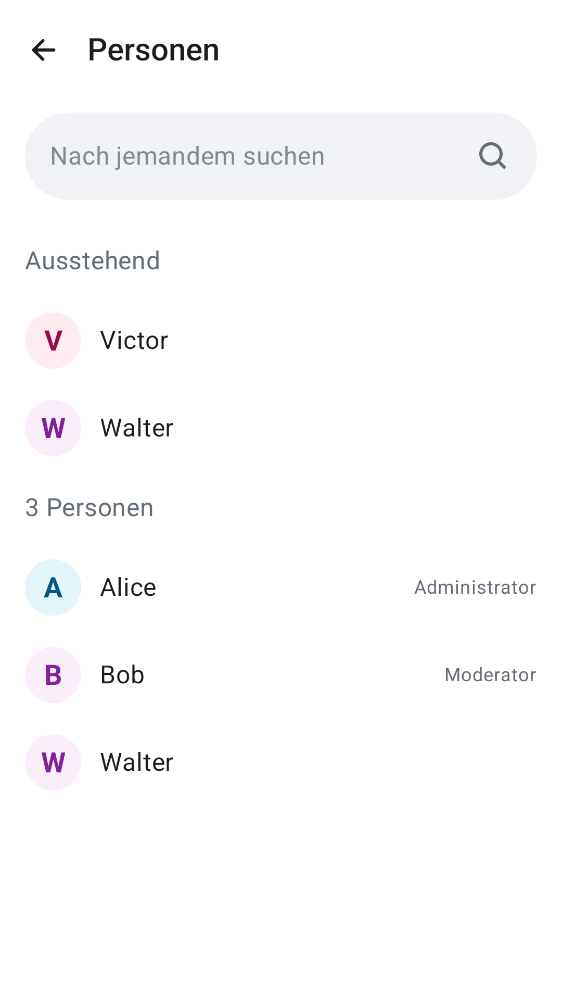 Personen
Nach jemandem suchen
Ausstehend
V Victor
W Walter
3 Personen
A Alice Administrator
B Bob Moderator
W Walter